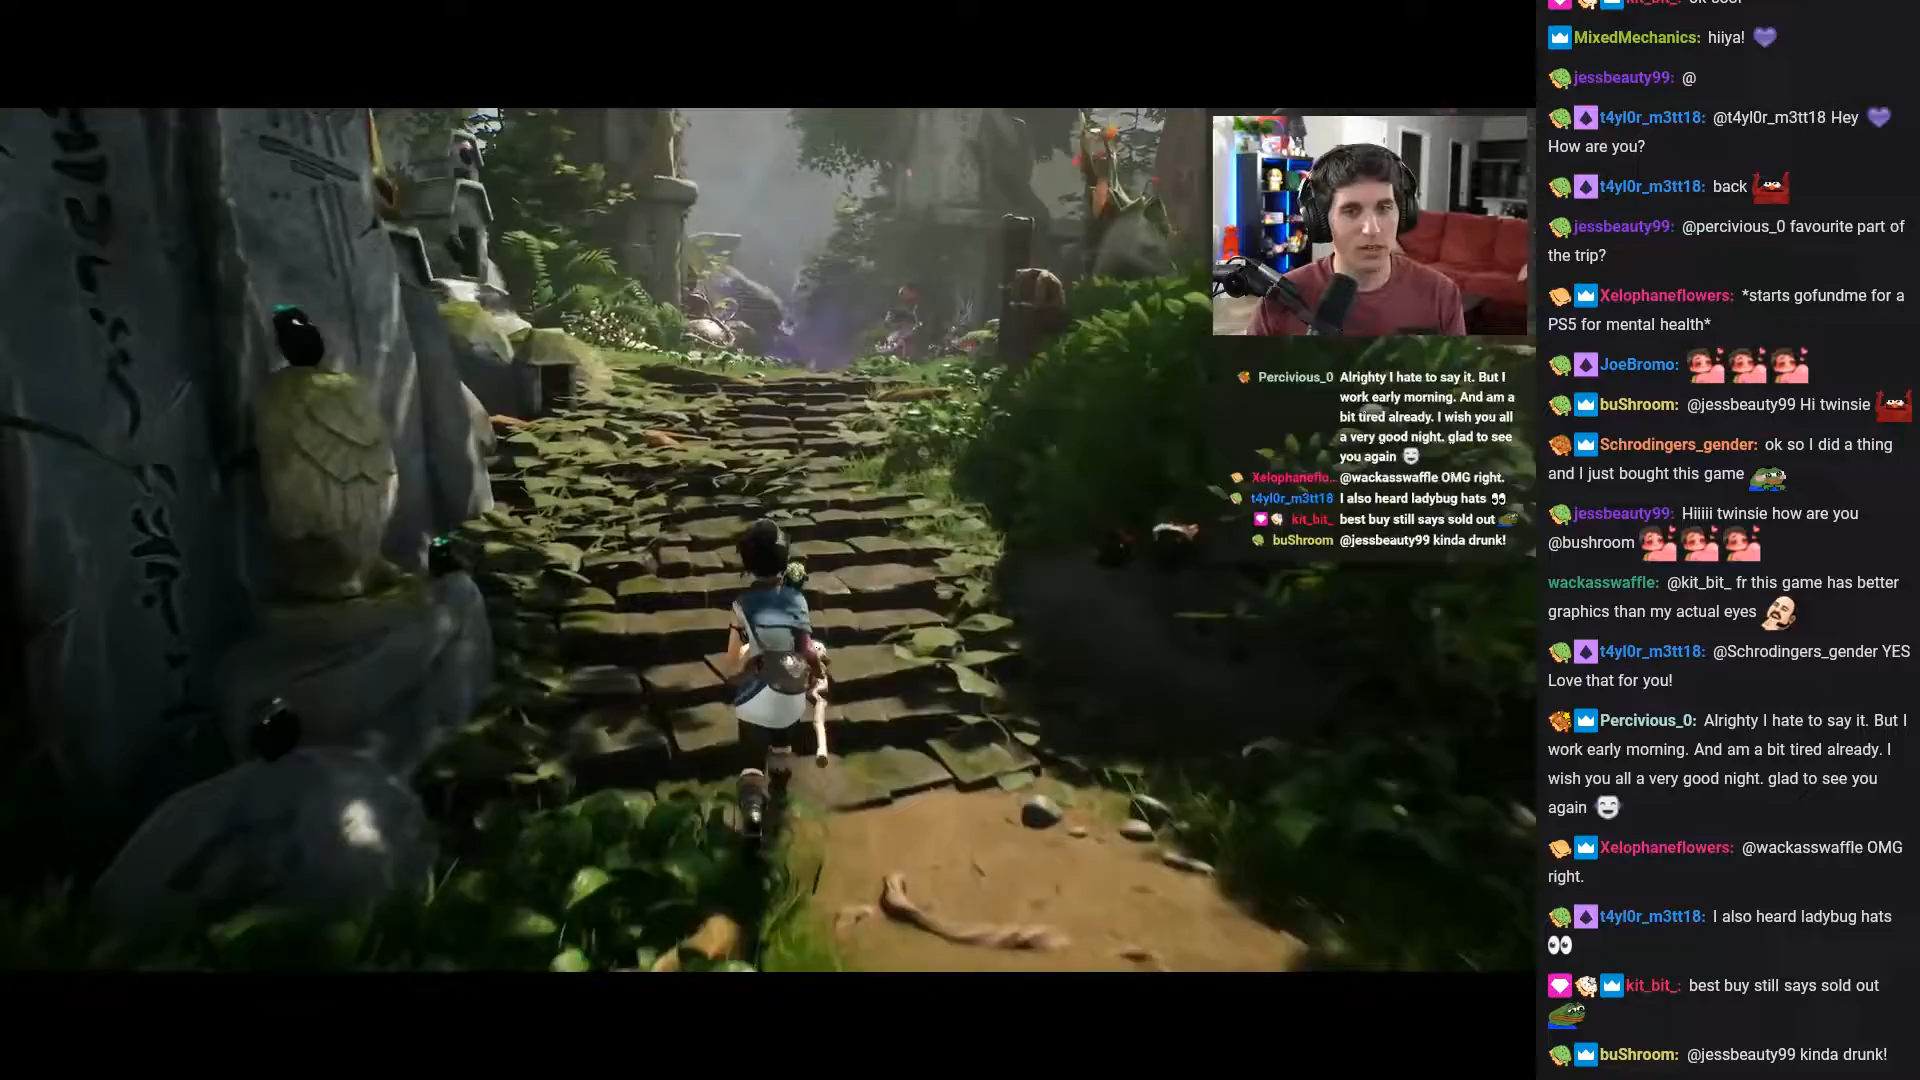 MixedMechanics: hiiya!
jessbeauty99: @
t4yl0r_m3tt18: @t4yl0r_m3tt18 Hey
How are you?
t4yl0r_m3tt18: back
jessbeauty99: @percivious_0 favourite part of
the trip?
Xelophaneflowers: *starts gofundme for a
PS5 for mental health*
JoeBromo:
buShroom: @jessbeauty99 Hi twinsie
Schrodingers_gender: ok so I did a thing
and I just bought this game
jessbeauty99: Hiiiii twinsie how are you
@bushroom
wackasswaffle: @kit_bit_ fr this game has better
graphics than my actual eyes
t4yl0r_m3tt18: @Schrodingers_gender YES
Love that for you!
Percivious_0: Alrighty I hate to say it. But I
work early morning. And am a bit tired already. I
wish you all a very good night. glad to see you
again
Xelophaneflowers: @wackasswaffle OMG
right.
t4yl0r_m3tt18: I also heard ladybug hats
kit_bit_: best buy still says sold out
buShroom: @jessbeauty99 kinda drunk!
Percivious_0 Alrighty I hate to say it. But I
work early morning. And am a
bit tired already. I wish you all
a very good night. glad to see
you again
Xelophaneflo... @wackasswaffle OMG right.
t4yl0r_m3tt18 I also heard ladybug hats
kit_bit_ best buy still says sold out
buShroom @jessbeauty99 kinda drunk!